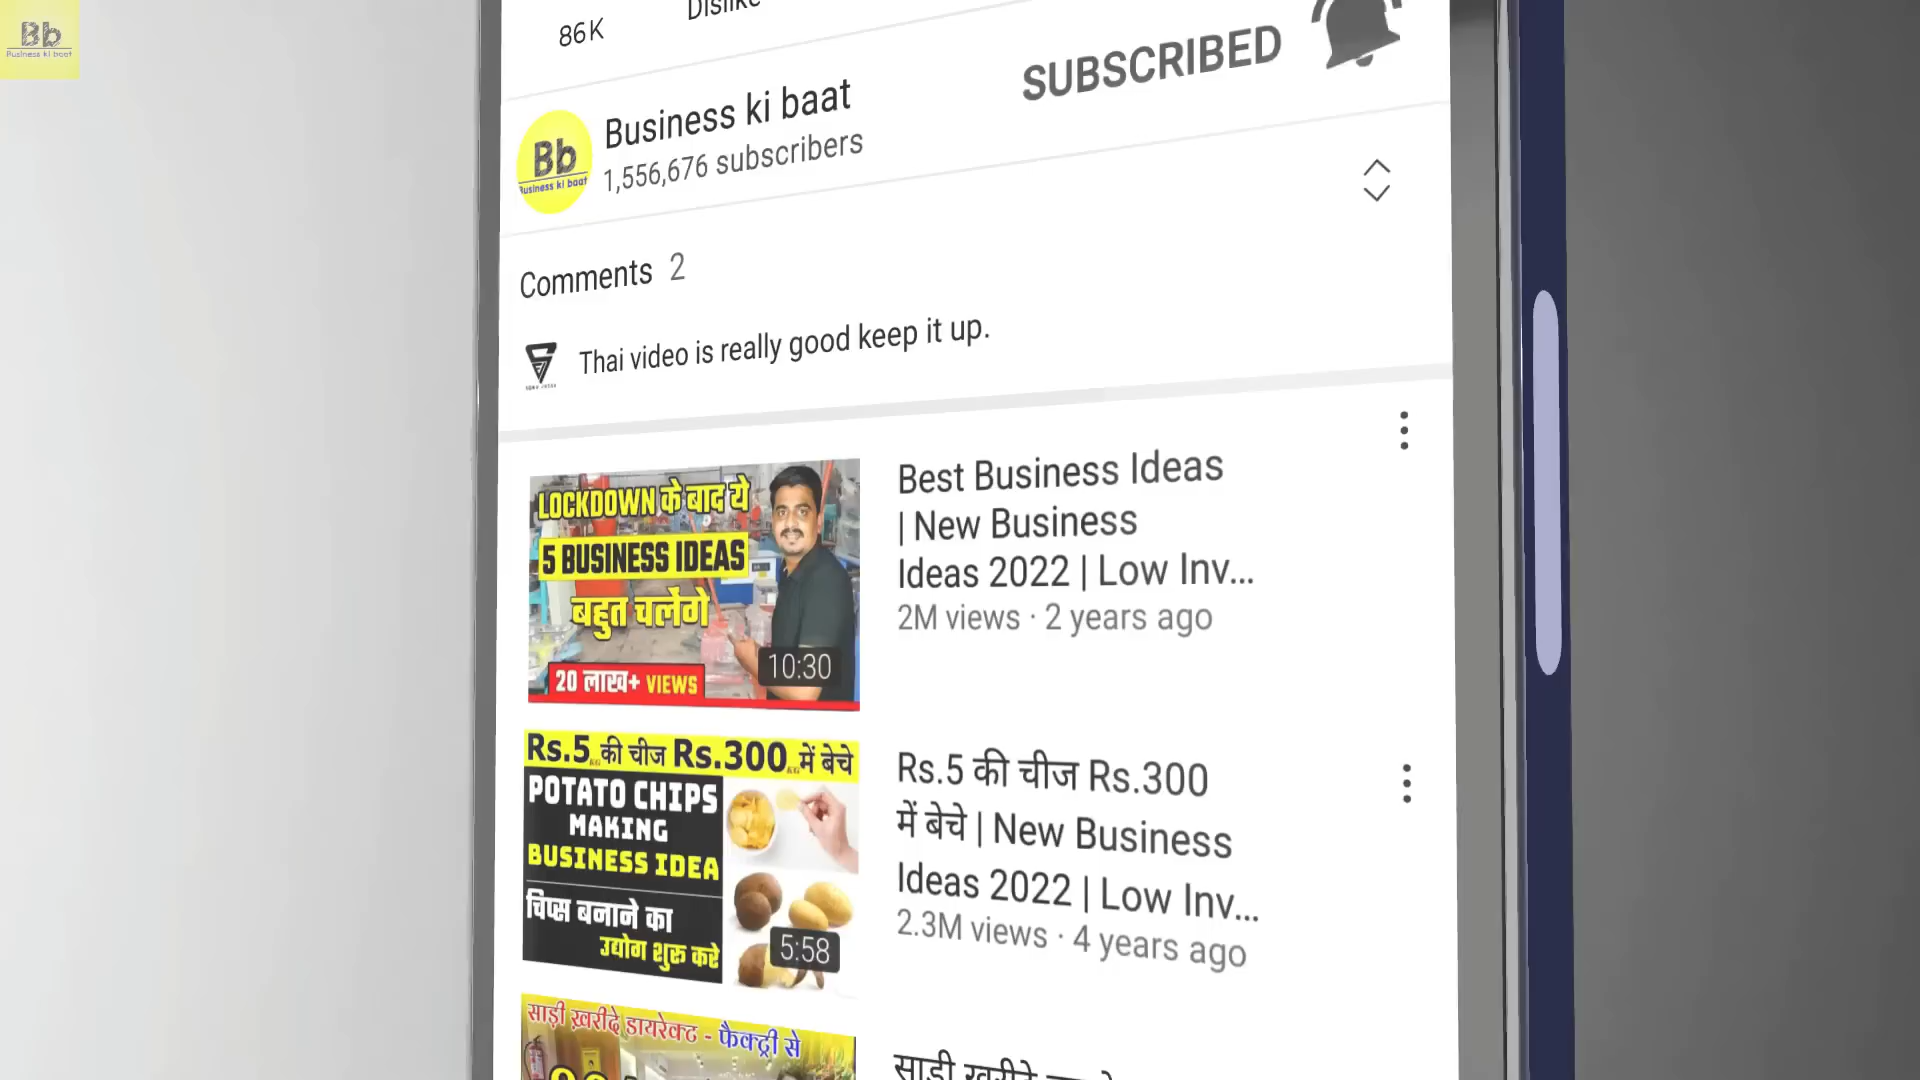 Bb
Business ki baat
86K
SUBSCRIBED
Business ki baat
1,556,676 subscribers
Bb
Business ki baat
Comments 2
Thai video is really good keep it up.
LOCKDOWN के बाद ये
5 BUSINESS IDEAS
बहुत चलेंगे
20 लाख+ VIEWS
10:30
Best Business Ideas
| New Business
Ideas 2022 | Low Inv...
2M views · 2 years ago
Rs.5 की चीज Rs.300 में बेचे
POTATO CHIPS
MAKING
BUSINESS IDEA
चिप्स बनाने का
उद्योग शुरू करे
5:58
Rs.5 की चीज Rs.300
में बेचे | New Business
Ideas 2022 | Low Inv...
2.3M views · 4 years ago
साड़ी ख़रीदे डायरेक्ट - फैक्ट्री से